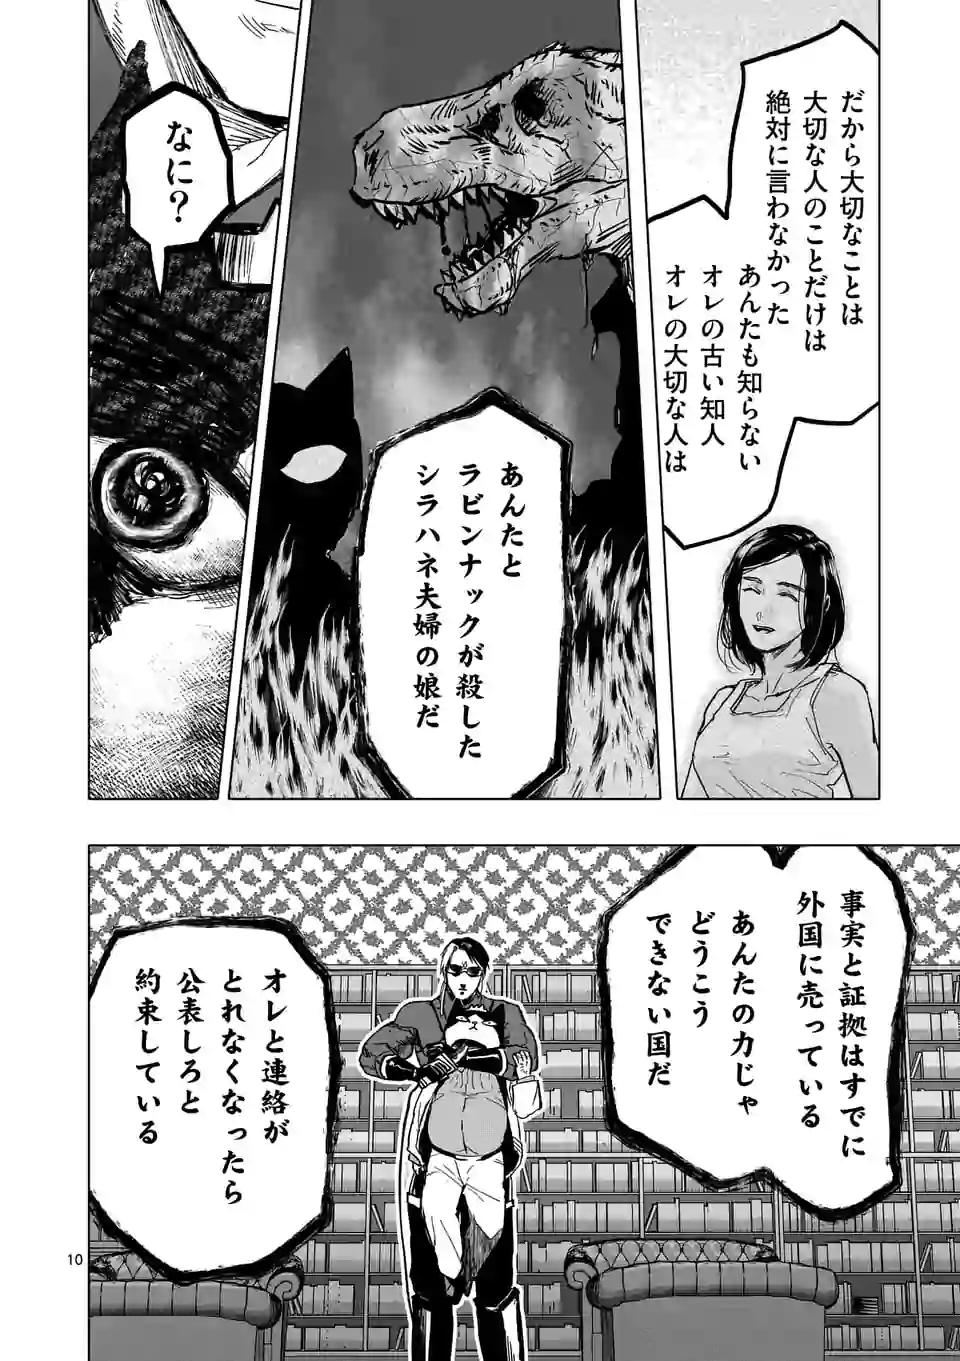 だから大切なことは
大切な人のことだけは
絶対に言わなかった
あんたも知らない
オレの古い知人
オレの大切な人は
あんたと
ラビンナックが殺した
シラハネ夫婦の娘だ
なに?
事実と証拠はすでに
外国に売っている
あんたの力じゃ
どうこう
できない国だ
オレと連絡が
とれなくなったら
公表しろと
約束している
10